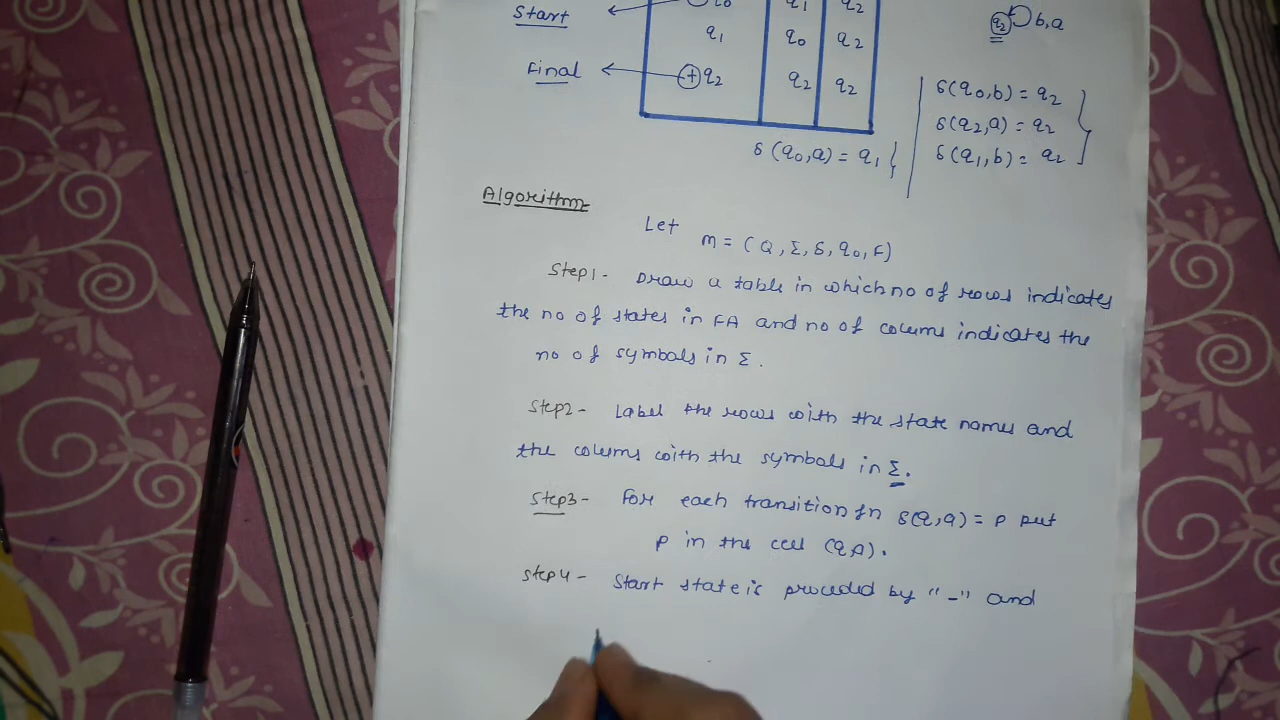 Start q0 q1 q2
q1 q0 q2
Final + q2 q2 q2
q2 b,a
δ(q0,b) = q2
δ(q2,a) = q2
δ(q1,b) = q2
δ(q0,a) = q1
Algorithm
Let
m = (Q, Σ, δ, q0, F)
Step1- Draw a table in which no of rows indicates
the no of states in FA and no of colums indicates the
no of symbols in Σ.
Step2- Label the rows with the state names and
the colums with the symbols in Σ.
Step3- For each transition fn δ(q,a) = p put
p in the cell (q,a).
Step4- Start state is preceded by "-" and